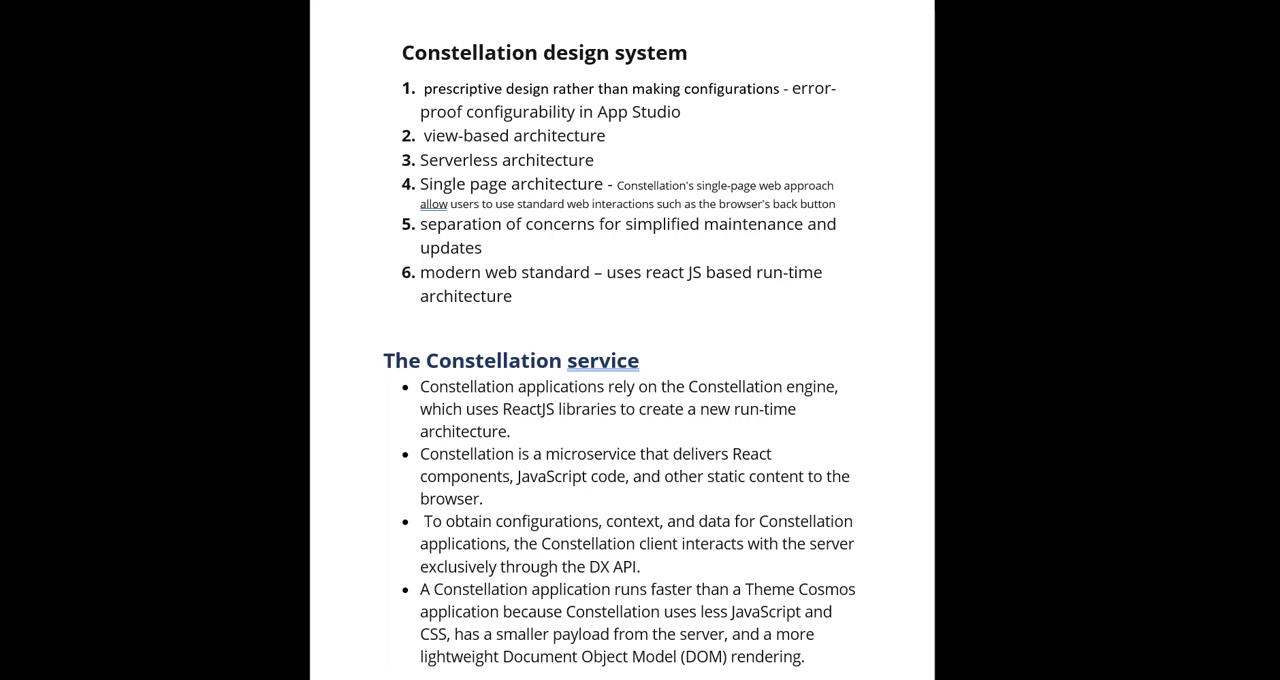 Constellation design system
1. prescriptive design rather than making configurations - error-
proof configurability in App Studio
2. view-based architecture
3. Serverless architecture
4. Single page architecture - Constellation's single-page web approach
allow users to use standard web interactions such as the browser's back button
5. separation of concerns for simplified maintenance and
updates
6. modern web standard – uses react JS based run-time
architecture
The Constellation service
• Constellation applications rely on the Constellation engine,
which uses ReactJS libraries to create a new run-time
architecture.
• Constellation is a microservice that delivers React
components, JavaScript code, and other static content to the
browser.
• To obtain configurations, context, and data for Constellation
applications, the Constellation client interacts with the server
exclusively through the DX API.
• A Constellation application runs faster than a Theme Cosmos
application because Constellation uses less JavaScript and
CSS, has a smaller payload from the server, and a more
lightweight Document Object Model (DOM) rendering.